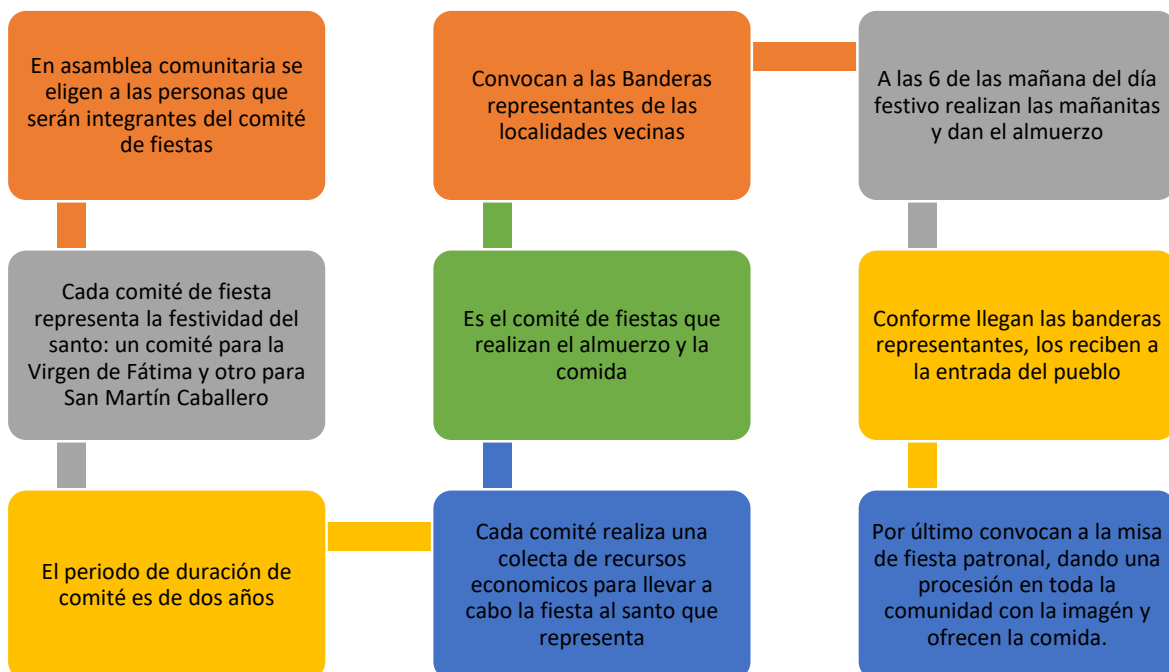 En asamblea comunitaria se
eligen a las personas que
serán integrantes del comité
de fiestas
Cada comité de fiesta
representa la festividad del
santo: un comité para la
Virgen de Fátima y otro para
San Martín Caballero
El periodo de duración de
comité es de dos años
Cada comité realiza una
colecta de recursos
economicos para llevar a
cabo la fiesta al santo que
representa
Es el comité de fiestas que
realizan el almuerzo y la
comida
Convocan a las Banderas
representantes de las
localidades vecinas
A las 6 de las mañana del día
festivo realizan las mañanitas
y dan el almuerzo
Conforme llegan las banderas
representantes, los reciben a
la entrada del pueblo
Por último convocan a la misa
de fiesta patronal, dando una
procesión en toda la
comunidad con la imagén y
ofrecen la comida.